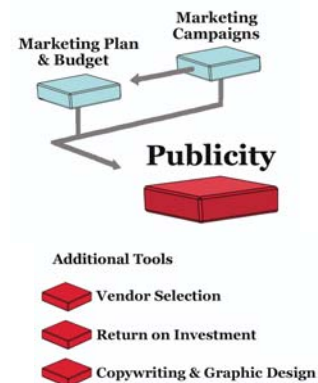 Marketing
Campaigns
Marketing Plan
& Budget
Publicity
Additional Tools
Vendor Selection
Return on Investment
Copywriting & Graphic Design